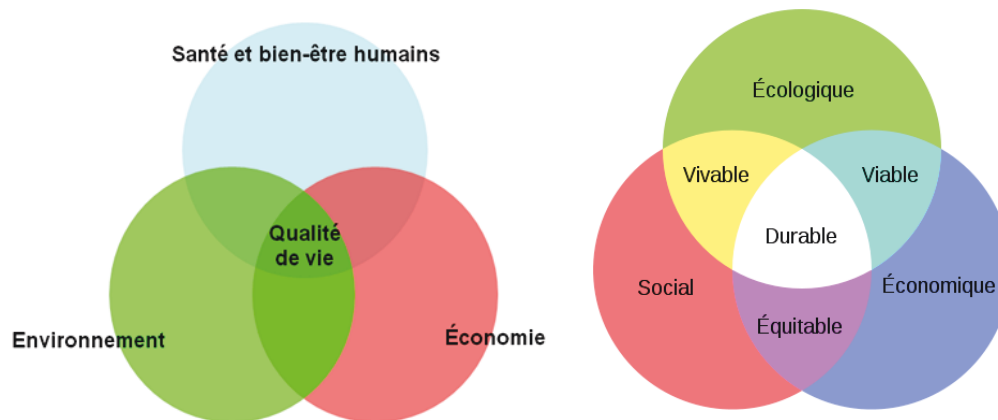 Santé et bien-être humains
Qualité
de vie
Environnement
Économie
Écologique
Vivable
Viable
Durable
Social
Économique
Équitable